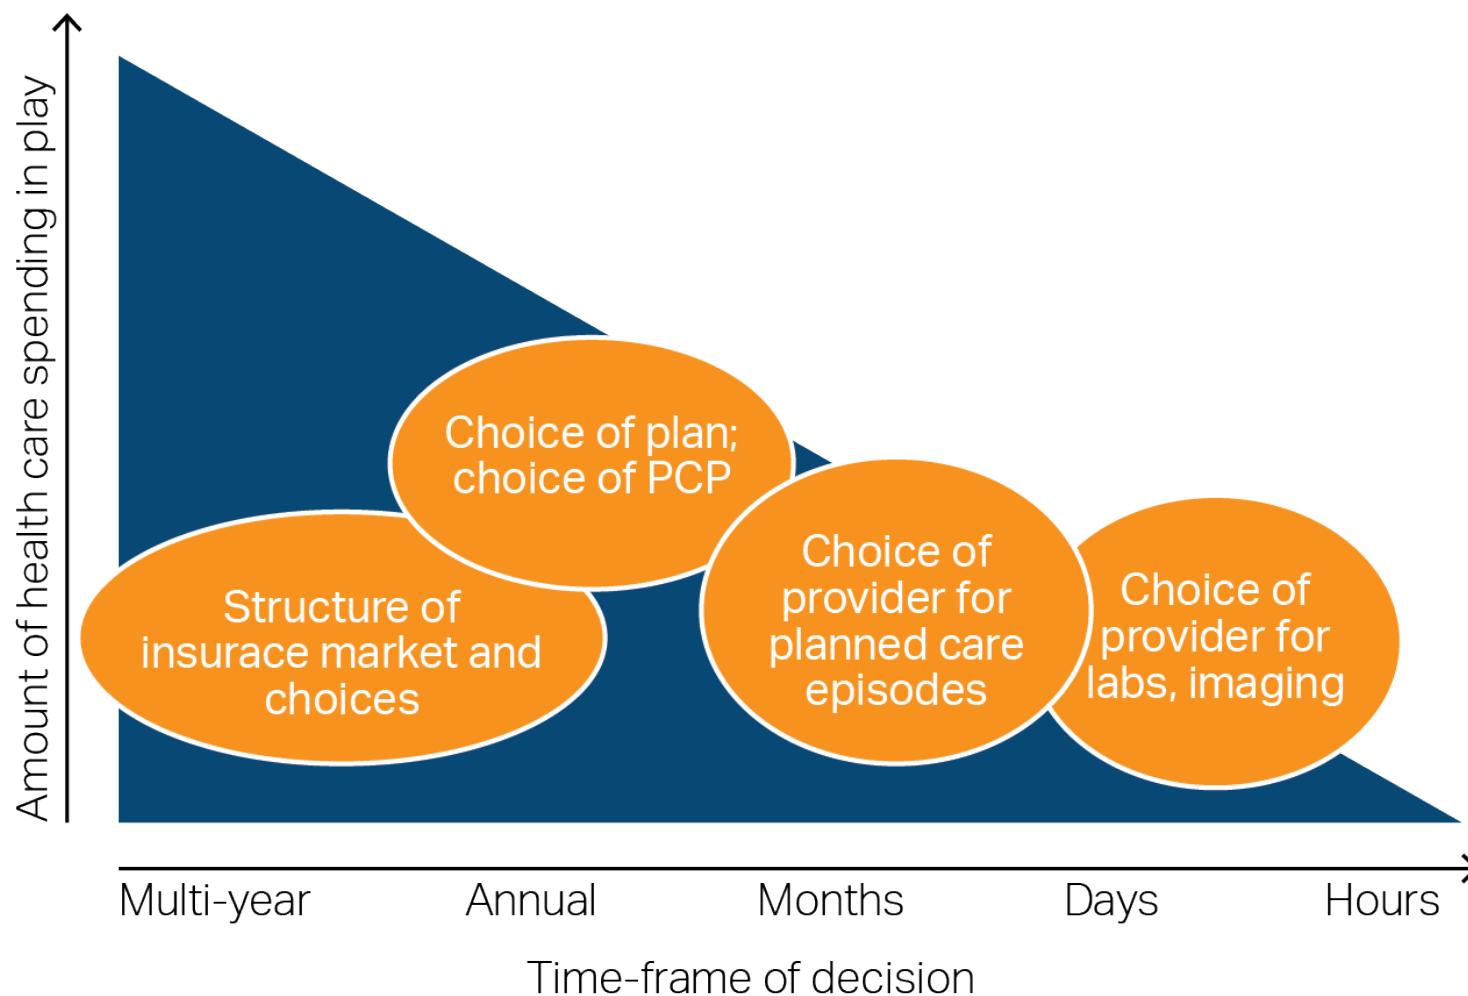 Amount of health care spending in play
Choice of plan;
choice of PCP
Structure of
insurace market and
choices
Choice of
provider for
planned care
episodes
Choice of
provider for
labs, imaging
Multi-year
Annual
Months
Days
Hours
Time-frame of decision